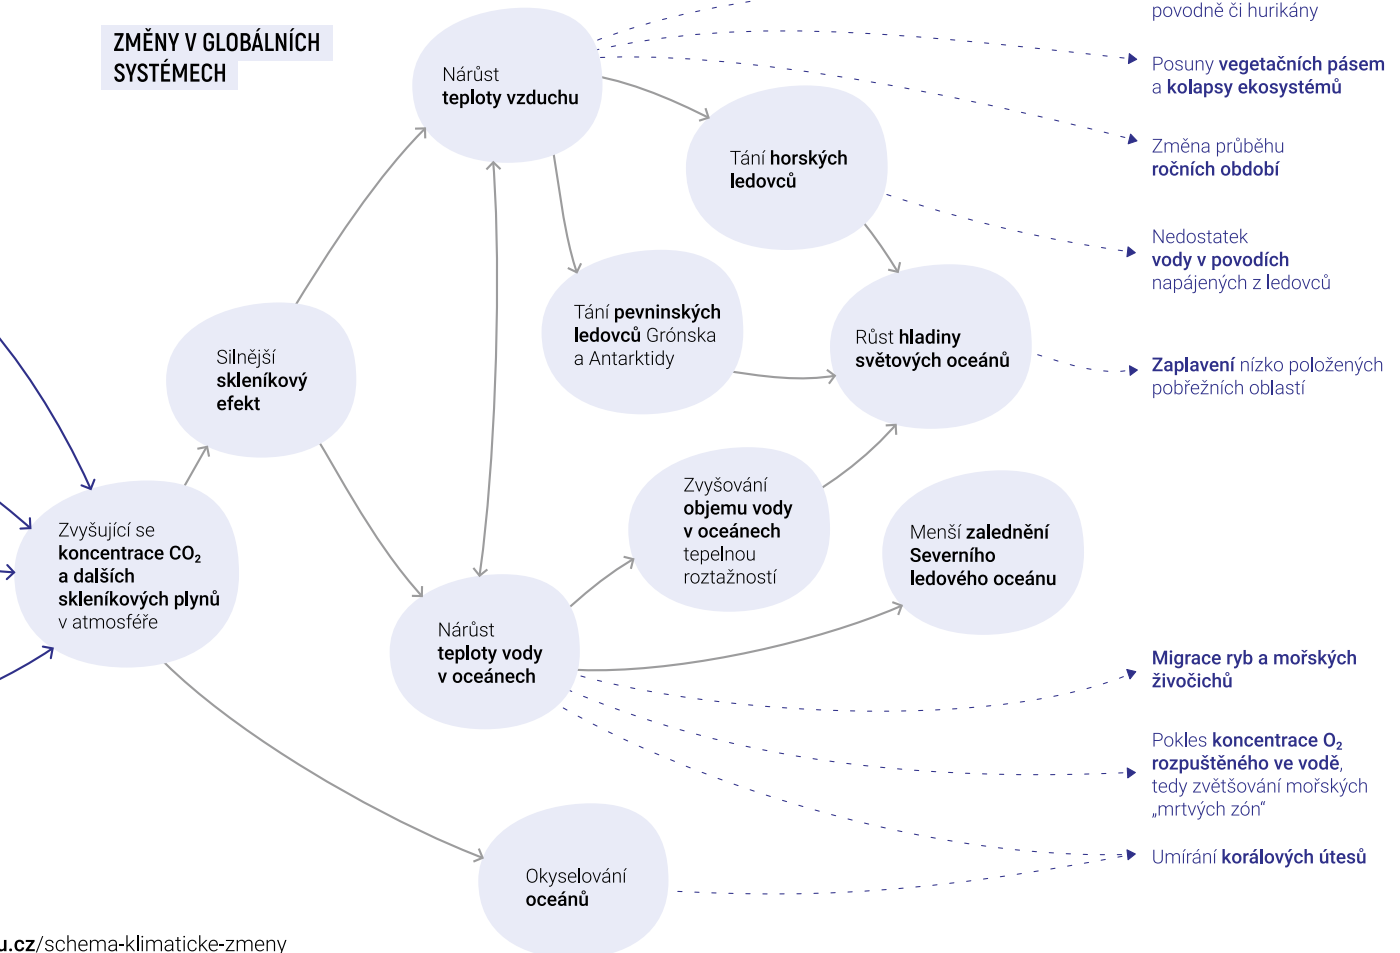 ZMĚNY V GLOBÁLNÍCH
SYSTÉMECH
Nárůst
teploty vzduchu
Tání horských
ledovců
Tání pevninských
ledovců Grónska
a Antarktidy
Růst hladiny
světových oceánů
Silnější
skleníkový
efekt
Zvyšující se
koncentrace CO₂
a dalších
skleníkových plynů
v atmosféře
Zvyšování
objemu vody
v oceánech
tepelnou
roztažností
Menší zalednění
Severního
ledového oceánu
Nárůst
teploty vody
v oceánech
Okyselování
oceánů
povodně či hurikány
Posuny vegetačních pásem
a kolapsy ekosystémů
Změna průběhu
ročních období
Nedostatek
vody v povodích
napájených z ledovců
Zaplavení nízko položených
pobřežních oblastí
Migrace ryb a mořských
živočichů
Pokles koncentrace O₂
rozpuštěného ve vodě,
tedy zvětšování mořských
„mrtvých zón“
Umírání korálových útesů
u.cz/schema-klimaticke-zmeny